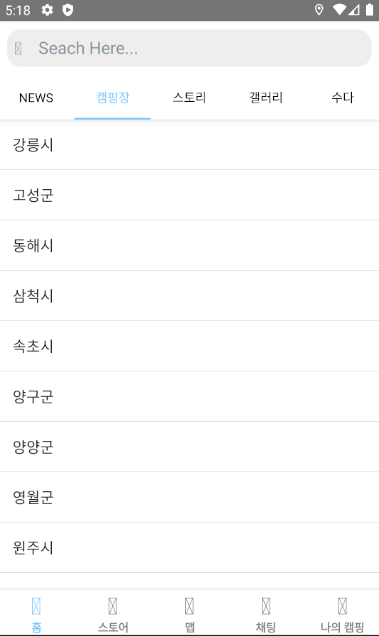 5:18
Seach Here...
NEWS 캠핑장 스토리 갤러리 수다
강릉시
고성군
동해시
삼척시
속초시
양구군
양양군
영월군
원주시
홈 스토어 맵 채팅 나의 캠핑